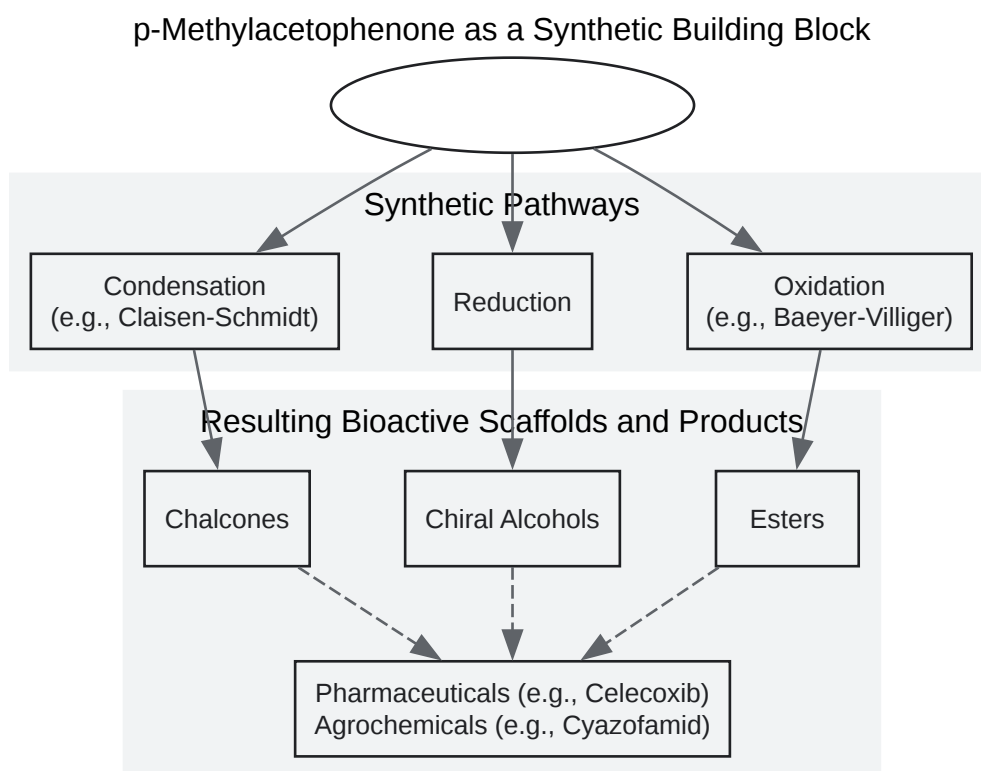 p-Methylacetophenone as a Synthetic Building Block
Synthetic Pathways
Condensation
(e.g., Claisen-Schmidt)
Reduction
Oxidation
(e.g., Baeyer-Villiger)
Resulting Bioactive Scaffolds and Products
Chalcones
Chiral Alcohols
Esters
Pharmaceuticals (e.g., Celecoxib)
Agrochemicals (e.g., Cyazofamid)